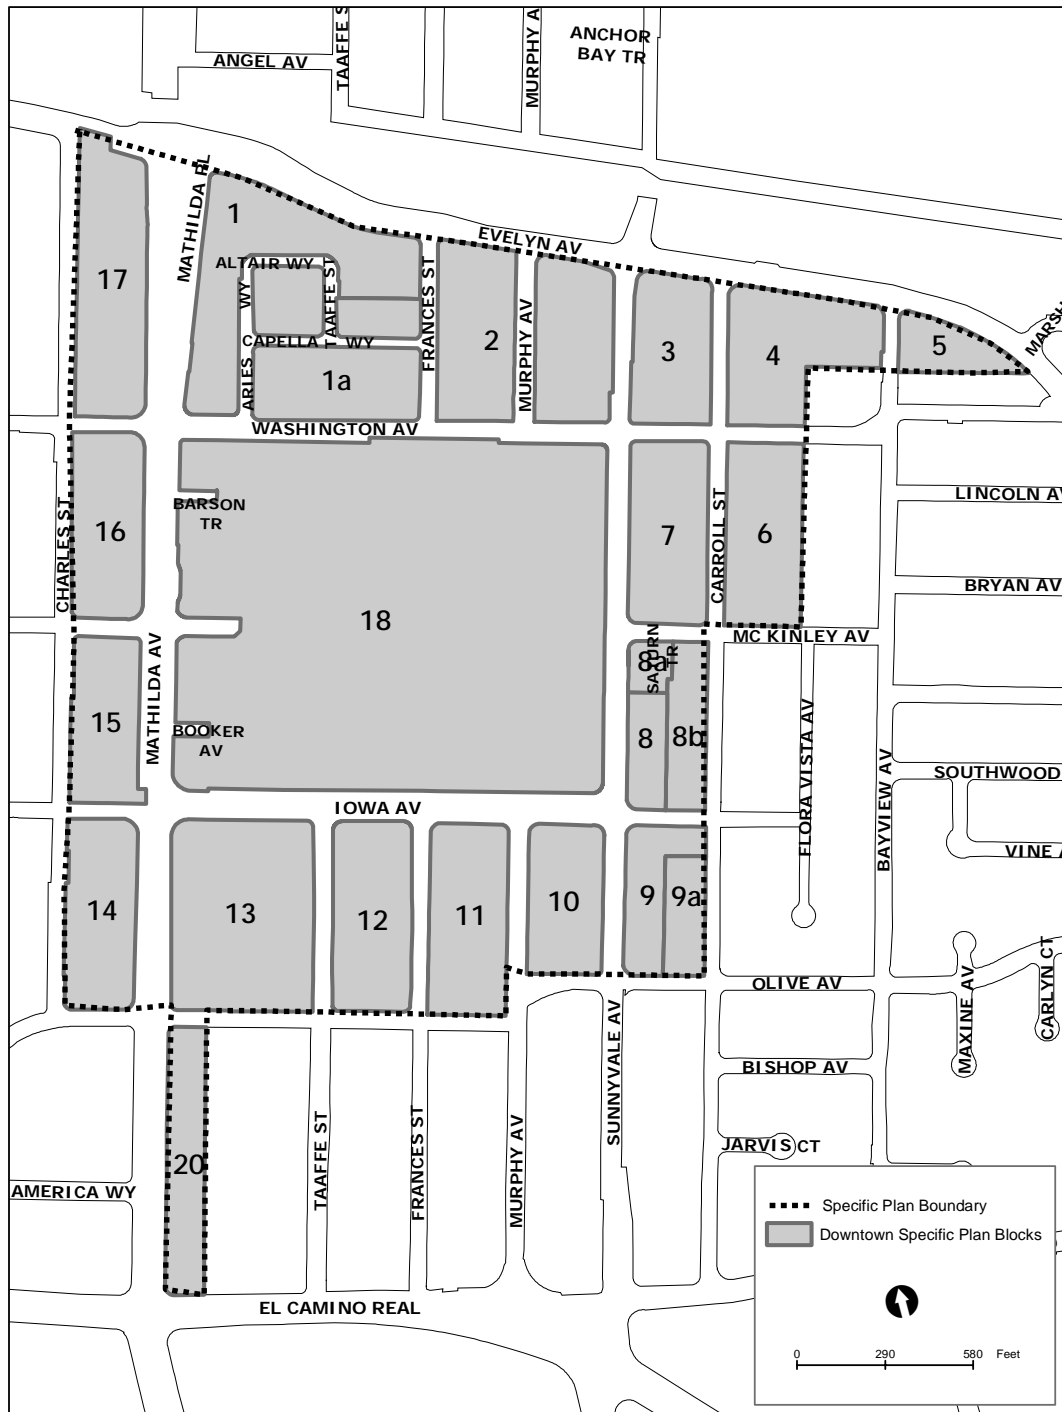 TAAFFE S
MURPHY A
ANCHOR
BAY TR
ANGEL AV
MATHILDA PL
1
EVELYN AV
17
ALTAIR WY
TAAFFE ST
FRANCES ST
ARIES WY
CAPELLA WY
1a
2
MURPHY AV
3
4
5
MARSH
WASHINGTON AV
BARSON
TR
LINCOLN AV
CHARLES ST
16
7
CARROLL ST
6
BRYAN AV
18
MC KINLEY AV
8a
SATURN
TR
15
MATHILDA AV
BOOKER
AV
8
8b
FLORA VISTA AV
BAYVIEW AV
SOUTHWOOD
IOWA AV
VINE A
14
13
12
11
10
9
9a
OLIVE AV
SUNNYVALE AV
MAXINE AV
CARLYN CT
BISHOP AV
20
TAAFFE ST
FRANCES ST
MURPHY AV
JARVIS CT
AMERICA WY
EL CAMINO REAL
Specific Plan Boundary
Downtown Specific Plan Blocks
0 290 580 Feet